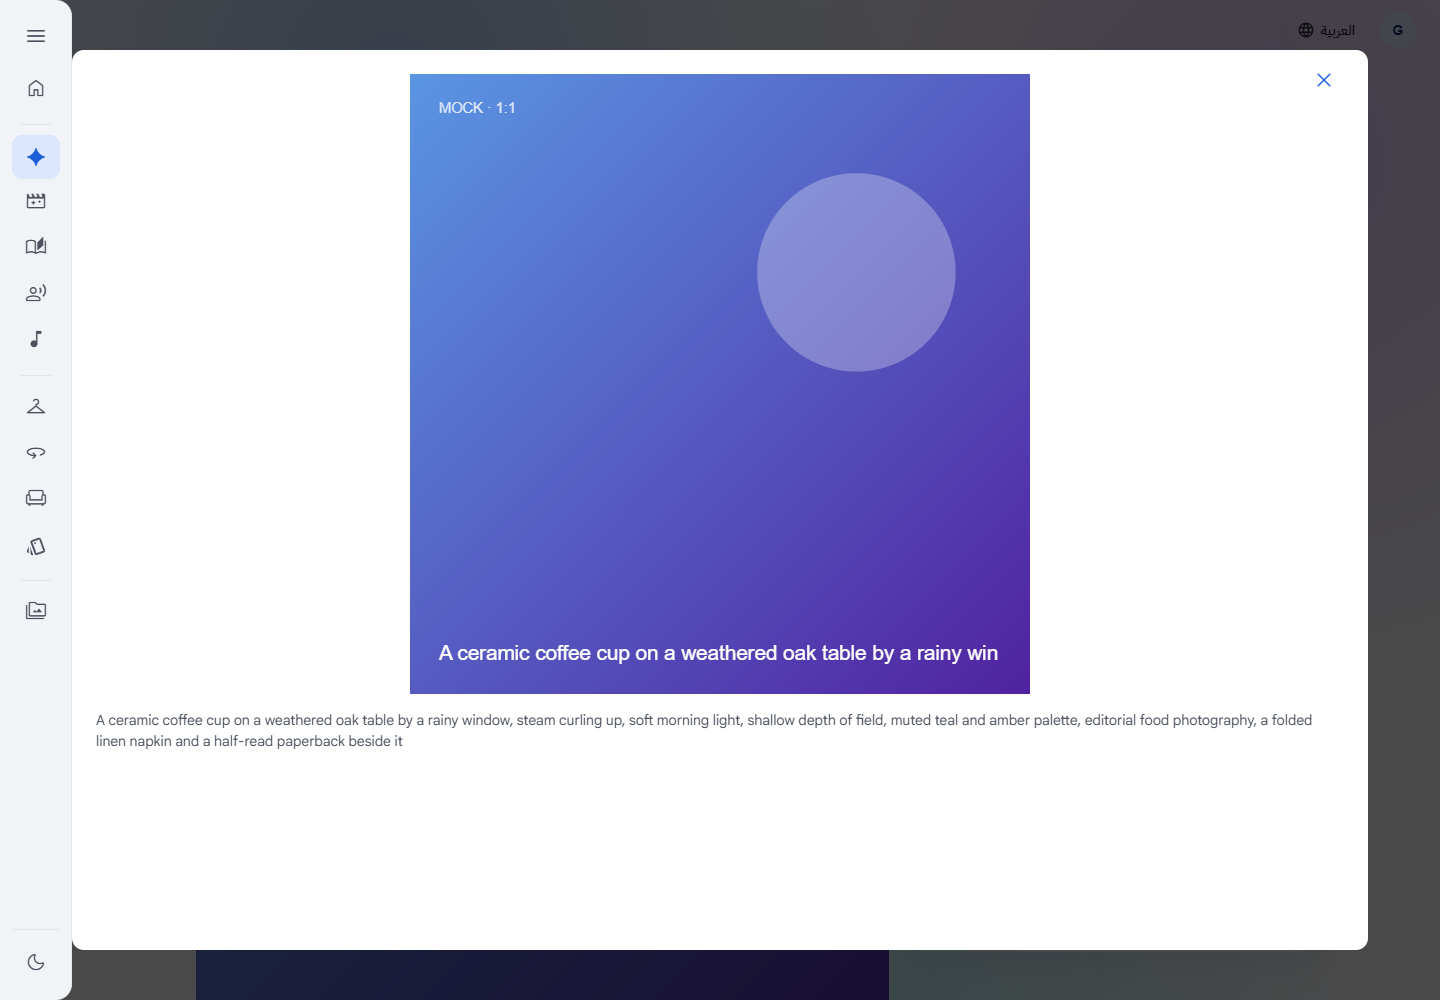 العربية
G
MOCK · 1:1
A ceramic coffee cup on a weathered oak table by a rainy win
A ceramic coffee cup on a weathered oak table by a rainy window, steam curling up, soft morning light, shallow depth of field, muted teal and amber palette, editorial food photography, a folded
linen napkin and a half-read paperback beside it